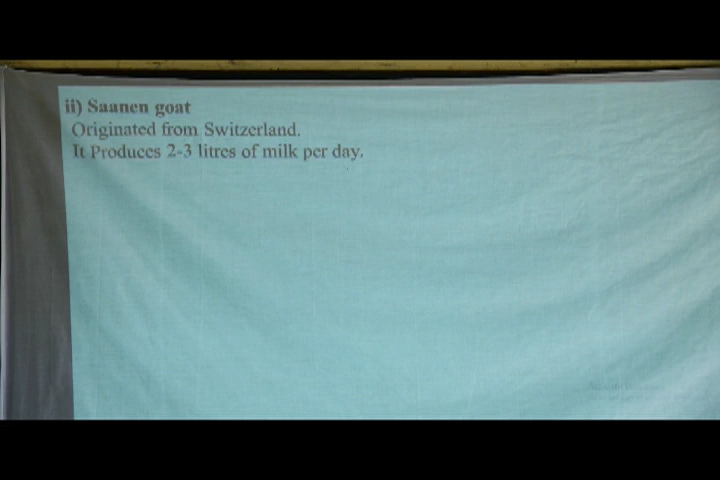 ii) Saanen goat
Originated from Switzerland.
It Produces 2-3 litres of milk per day.